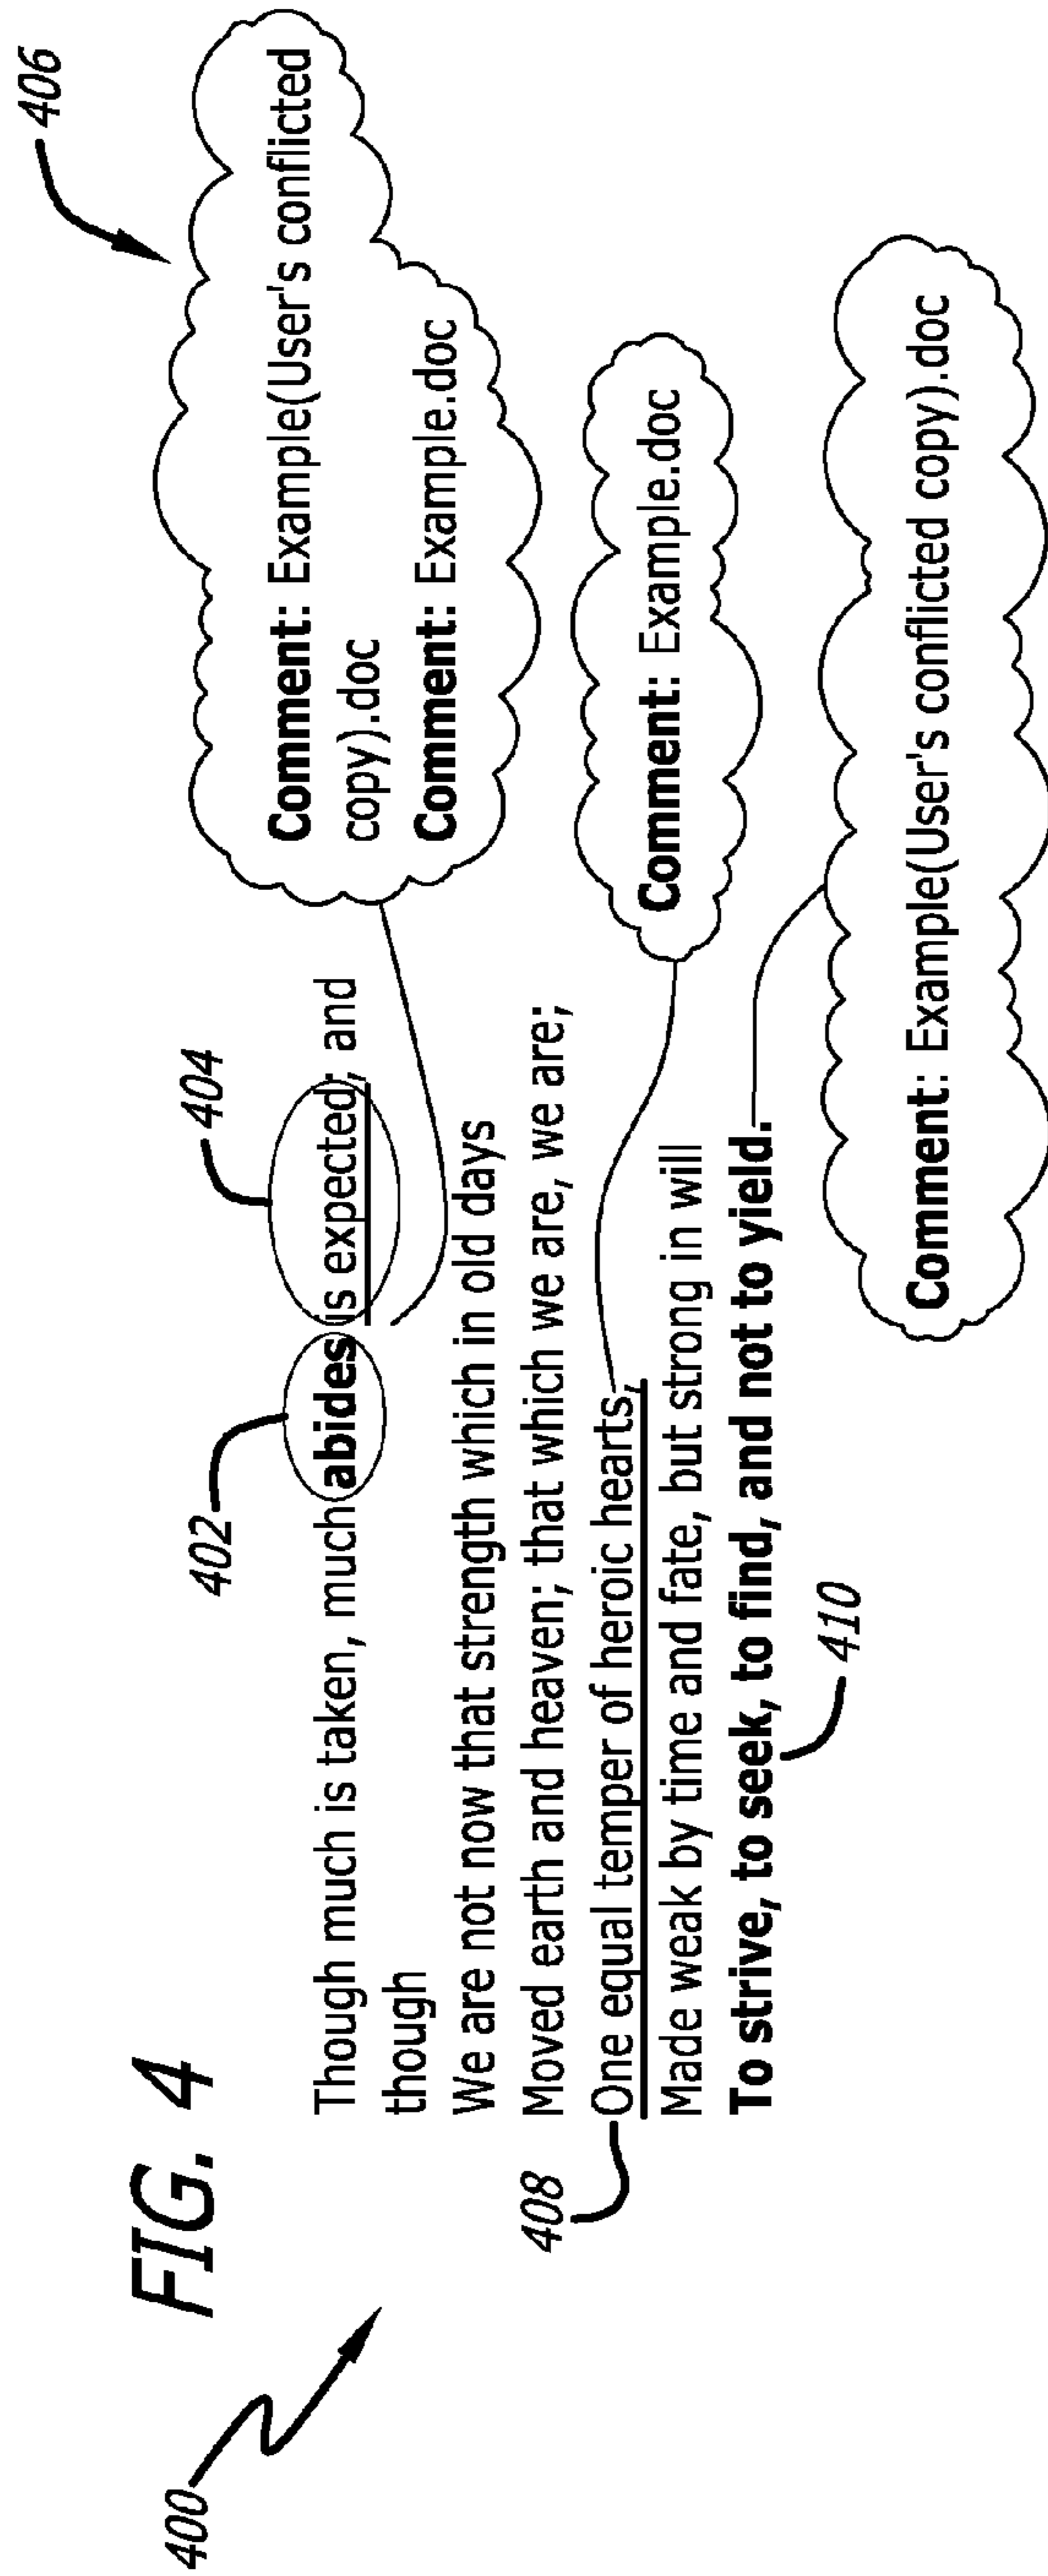 FIG. 4
400
402
404
406
Though much is taken, much abides is expected; and
though
We are not now that strength which in old days
Moved earth and heaven; that which we are, we are;
408
One equal temper of heroic hearts,
Made weak by time and fate, but strong in will
To strive, to seek, to find, and not to yield.
410
Comment: Example(User's conflicted
copy).doc
Comment: Example.doc
Comment: Example.doc
Comment: Example(User's conflicted copy).doc